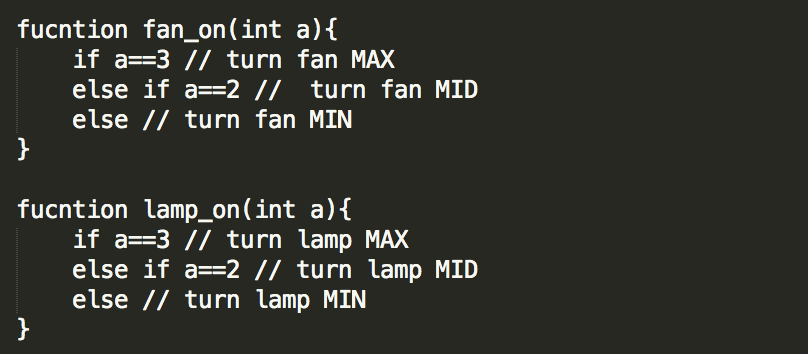 fucntion fan_on(int a){
    if a==3 // turn fan MAX
    else if a==2 //  turn fan MID
    else // turn fan MIN
}

fucntion lamp_on(int a){
    if a==3 // turn lamp MAX
    else if a==2 // turn lamp MID
    else // turn lamp MIN
}